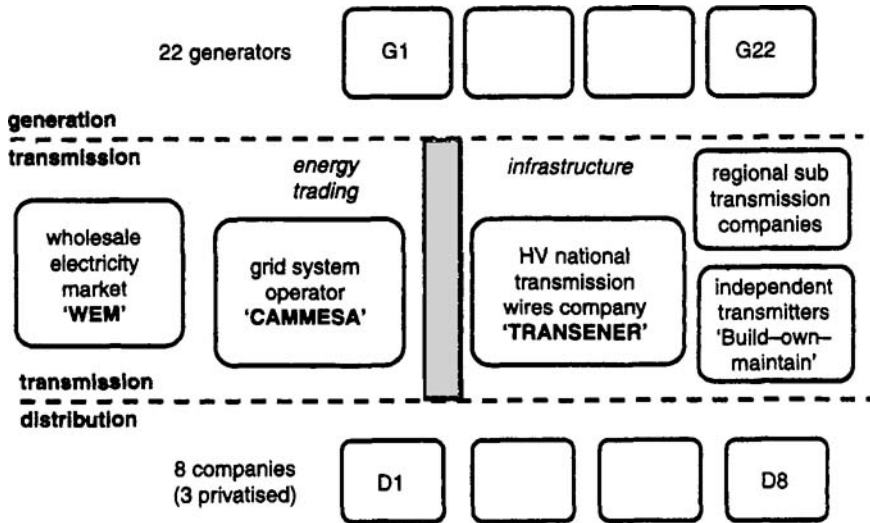 22 generators
G1
G22
generation
transmission
energy
trading
infrastructure
wholesale
electricity
market
‘WEM’
grid system
operator
‘CAMMESA’
HV national
transmission
wires company
‘TRANSENER’
regional sub
transmission
companies
independent
transmitters
‘Build–own–
maintain’
transmission
distribution
8 companies
(3 privatised)
D1
D8